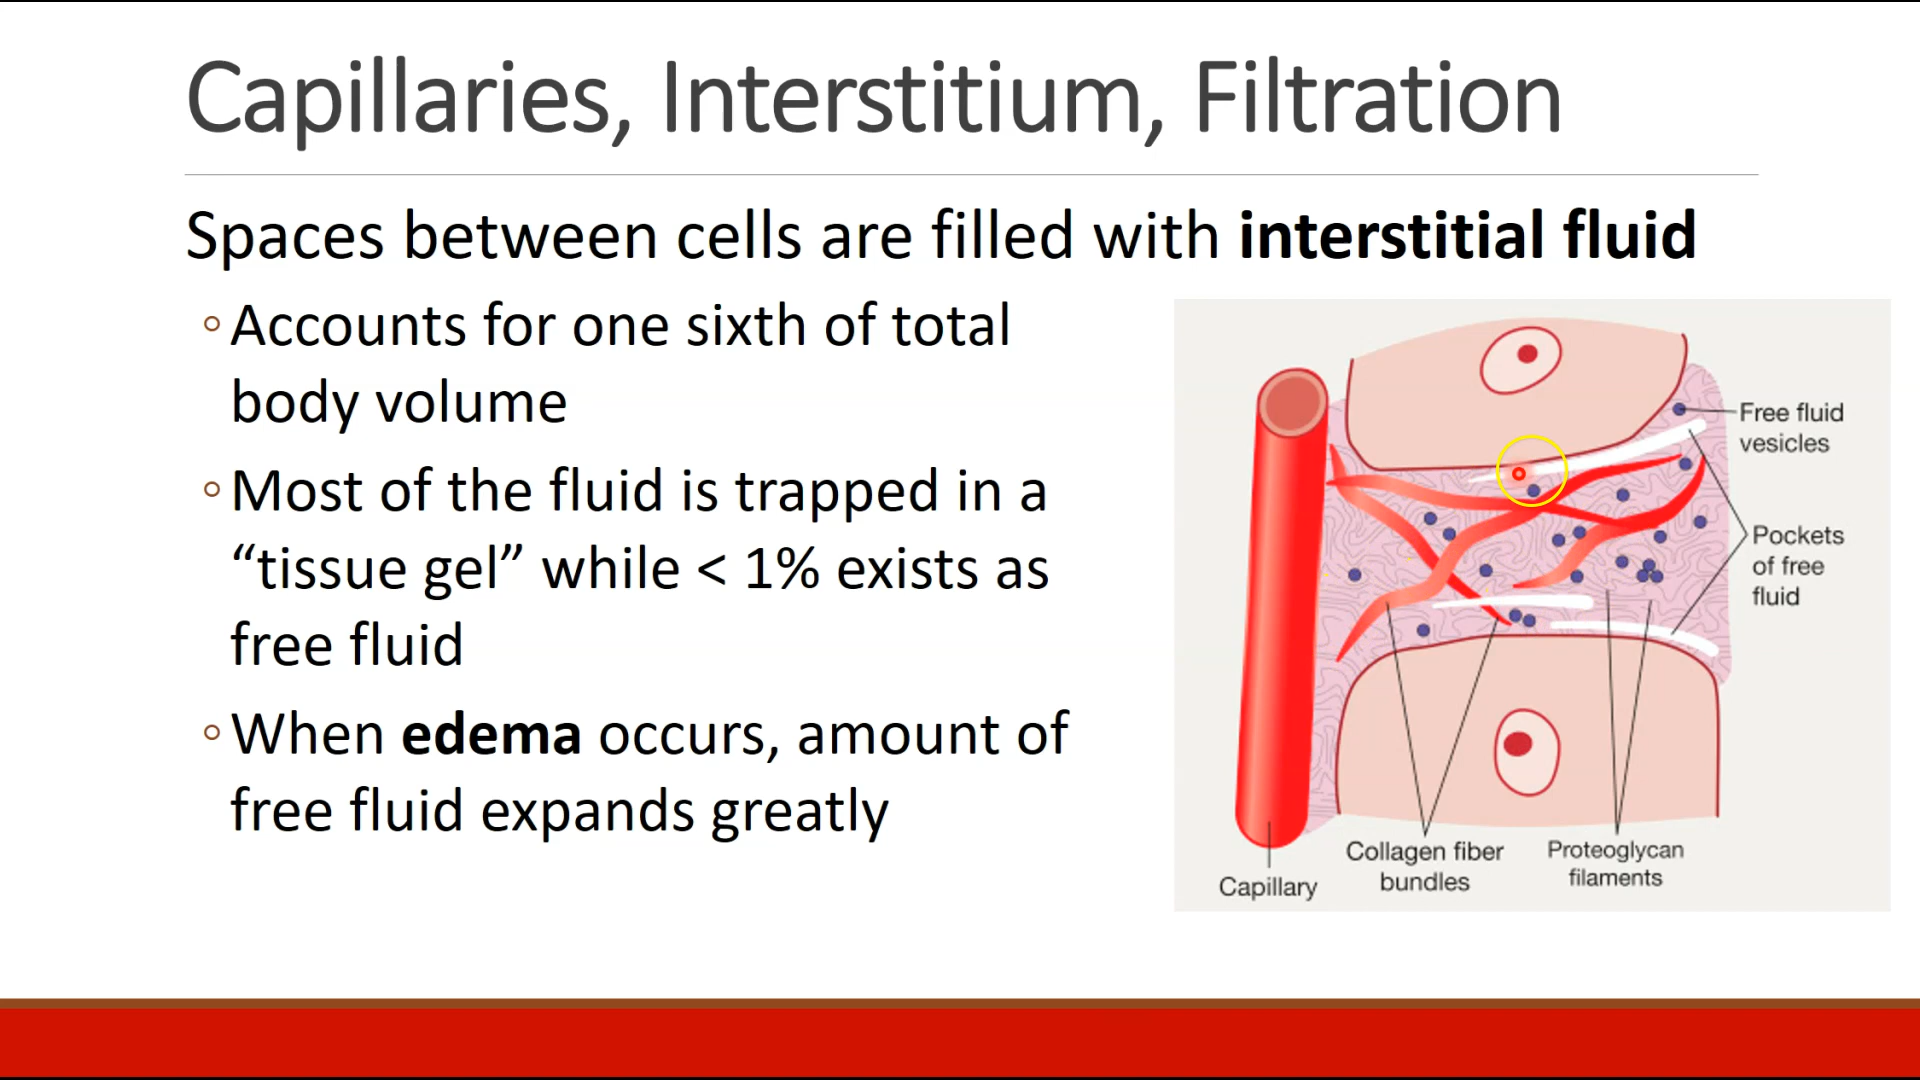 Capillaries, Interstitium, Filtration
Spaces between cells are filled with interstitial fluid
◦Accounts for one sixth of total
body volume
◦Most of the fluid is trapped in a
“tissue gel” while < 1% exists as
free fluid
◦When edema occurs, amount of
free fluid expands greatly
Free fluid
vesicles
Pockets
of free
fluid
Collagen fiber
bundles
Proteoglycan
filaments
Capillary